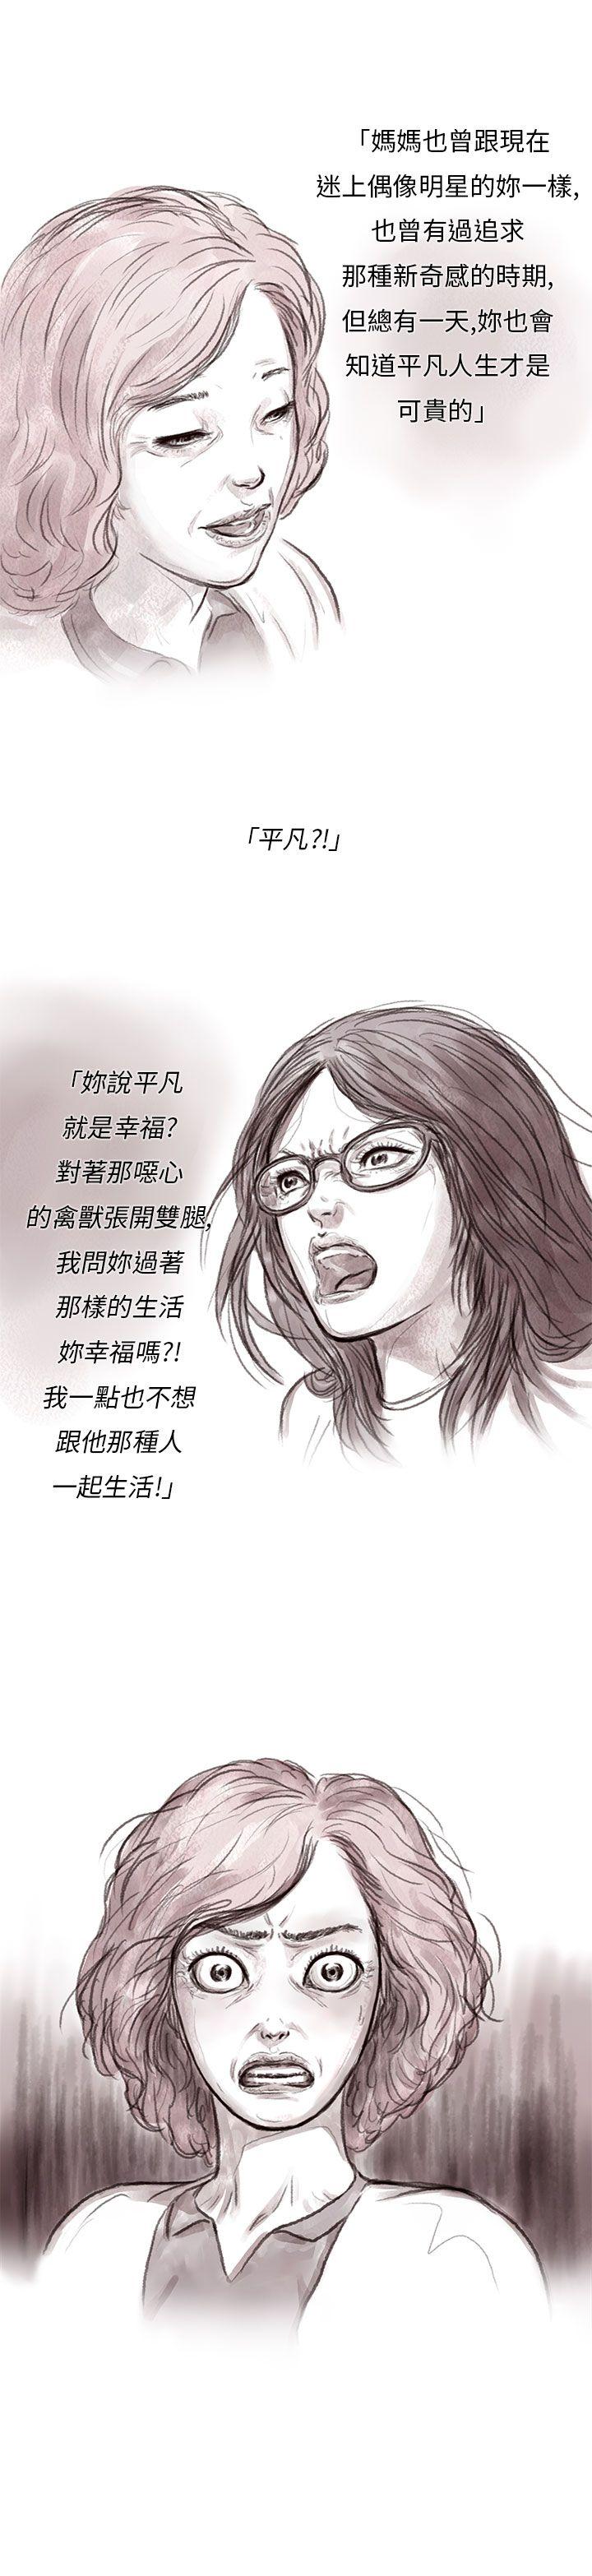 「媽媽也曾跟現在
迷上偶像明星的妳一樣,
也曾有過追求
那種新奇感的時期,
但總有一天,妳也會
知道平凡人生才是
可貴的」
「平凡?!」
「妳說平凡
就是幸福?
對著那噁心
的禽獸張開雙腿,
我問妳過著
那樣的生活
妳幸福嗎?!
我一點也不想
跟他那種人
一起生活!」